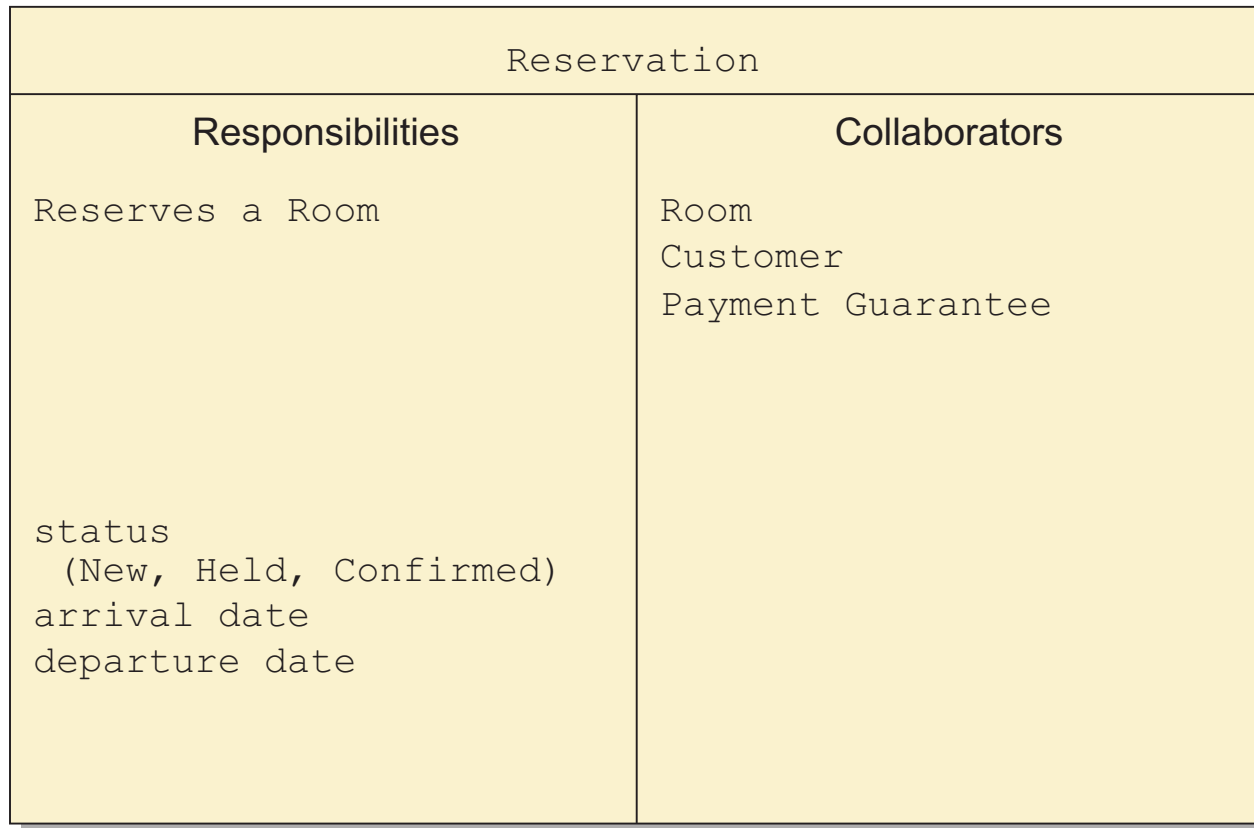 Reservation
Responsibilities
Collaborators
Reserves a Room
Room
Customer
Payment Guarantee
status
(New, Held, Confirmed)
arrival date
departure date